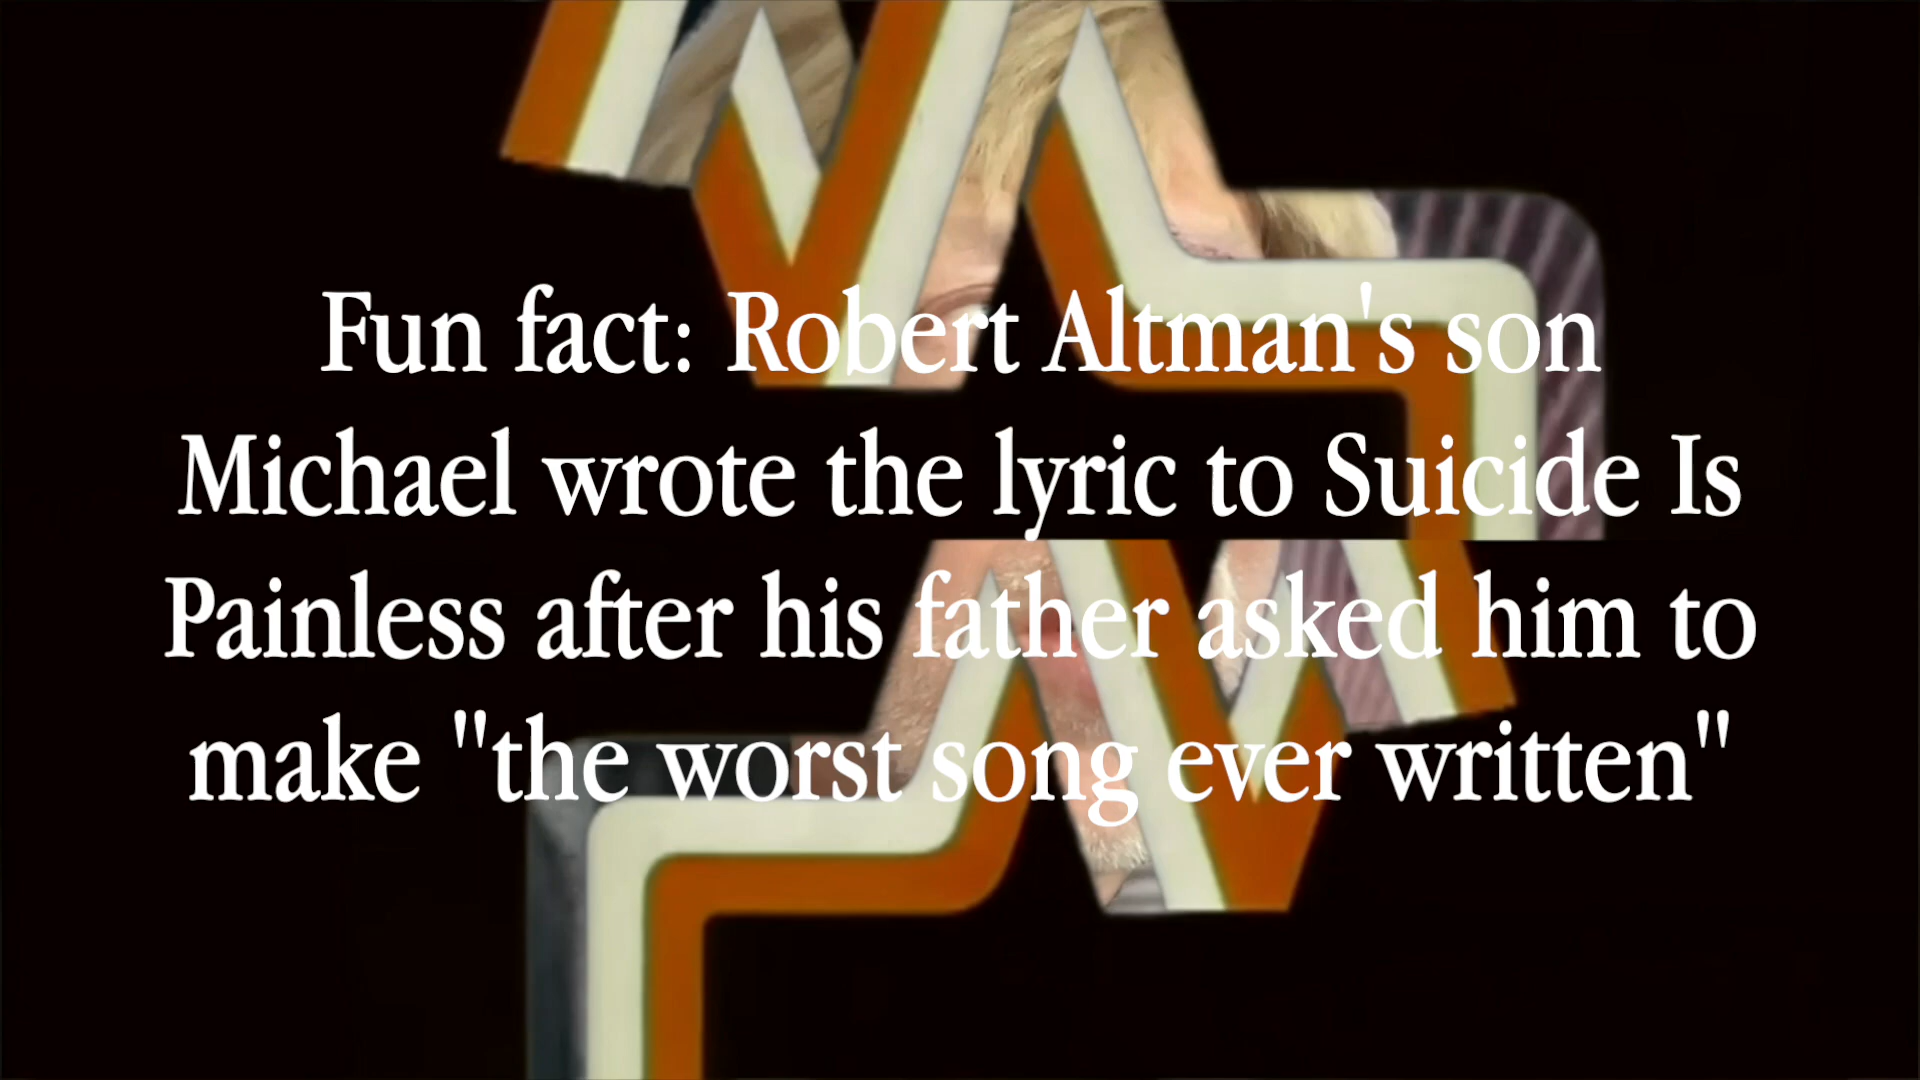 Fun fact: Robert Altman's son
Michael wrote the lyric to Suicide Is
Painless after his father asked him to
make "the worst song ever written"